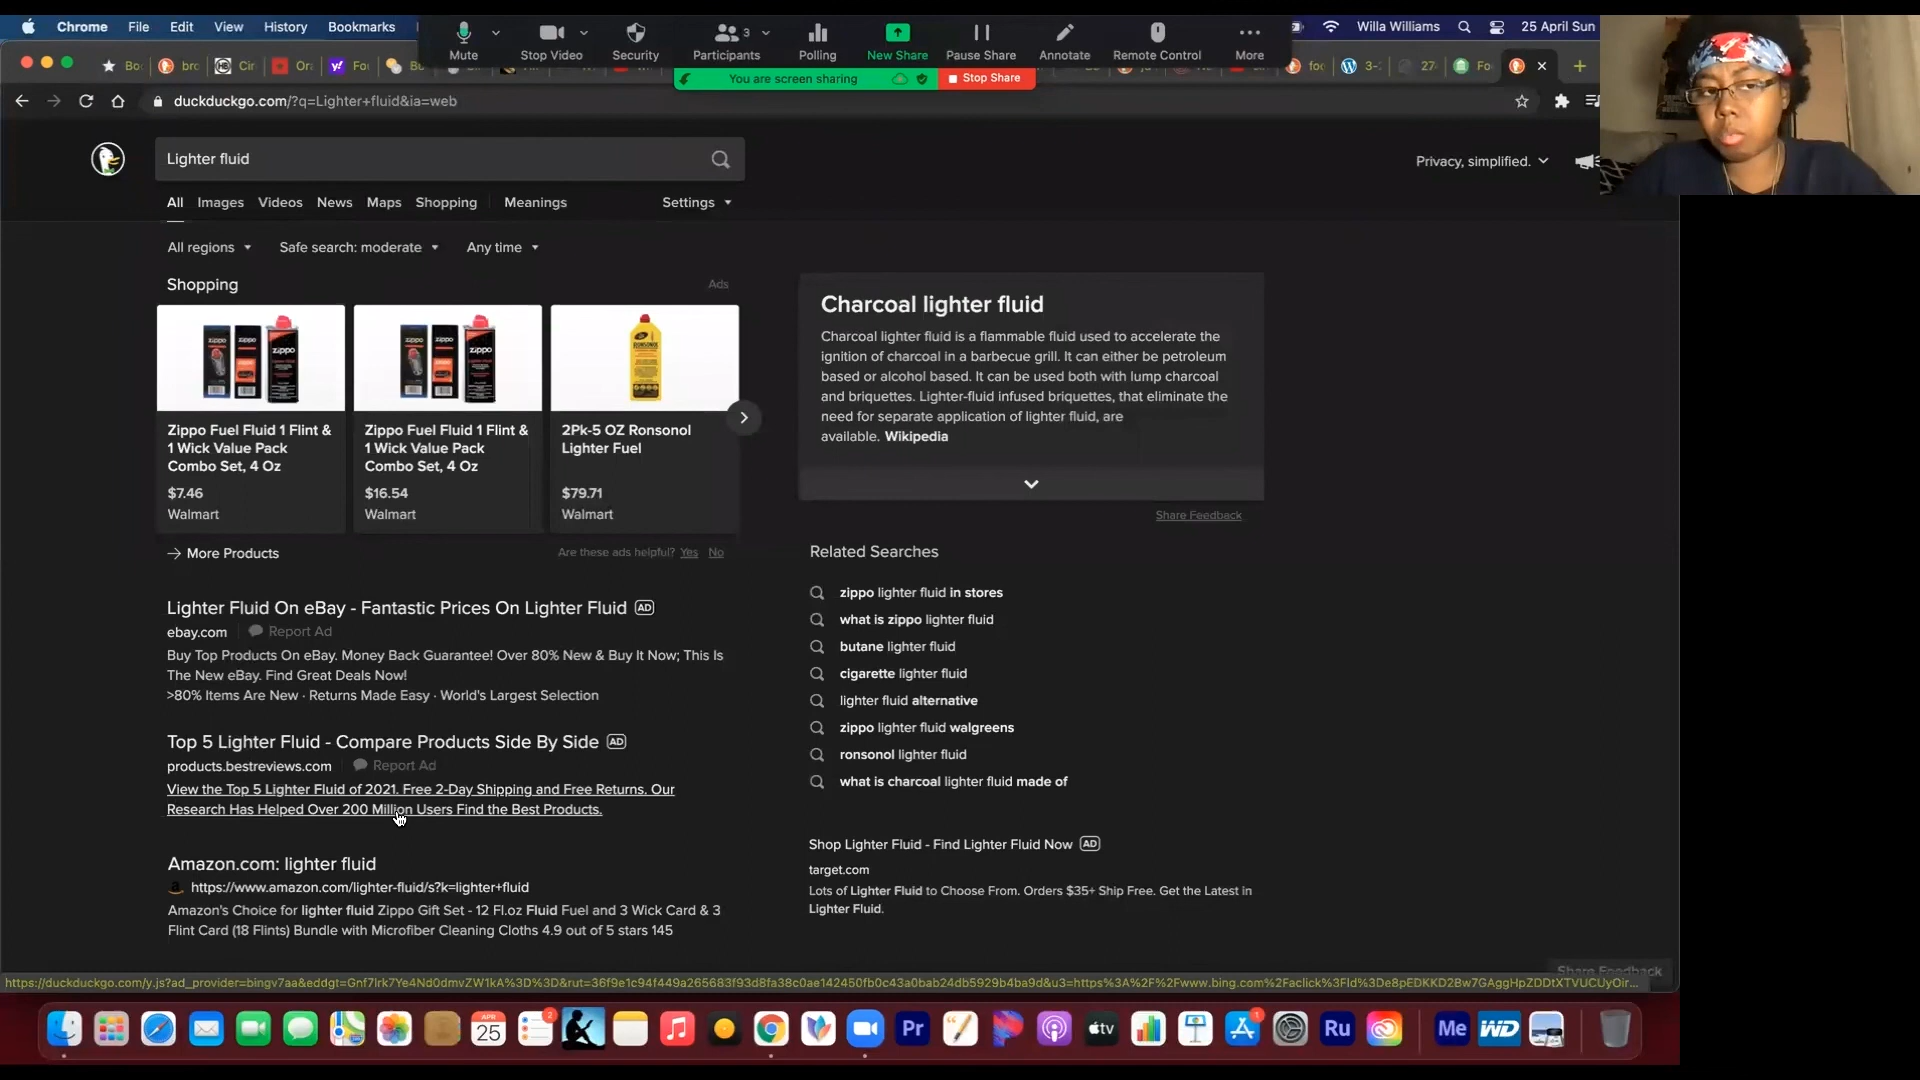 Chrome File Edit View History Bookmarks
Willa Williams 25 April Sun
Mute Stop Video Security Participants 3 Polling New Share Pause Share Annotate Remote Control More
You are screen sharing Stop Share
duckduckgo.com/?q=Lighter+fluid&ia=web
Lighter fluid
Privacy, simplified.
All Images Videos News Maps Shopping Meanings Settings
All regions Safe search: moderate Any time
Shopping Ads
Zippo Fuel Fluid 1 Flint &
1 Wick Value Pack
Combo Set, 4 Oz
$7.46
Walmart
Zippo Fuel Fluid 1 Flint &
1 Wick Value Pack
Combo Set, 4 Oz
$16.54
Walmart
2Pk-5 OZ Ronsonol
Lighter Fuel
$79.71
Walmart
More Products
Are these ads helpful? Yes No
Lighter Fluid On eBay - Fantastic Prices On Lighter Fluid AD
ebay.com Report Ad
Buy Top Products On eBay. Money Back Guarantee! Over 80% New & Buy It Now; This Is
The New eBay. Find Great Deals Now!
>80% Items Are New · Returns Made Easy · World's Largest Selection
Top 5 Lighter Fluid - Compare Products Side By Side AD
products.bestreviews.com Report Ad
View the Top 5 Lighter Fluid of 2021. Free 2-Day Shipping and Free Returns. Our
Research Has Helped Over 200 Million Users Find the Best Products.
Amazon.com: lighter fluid
https://www.amazon.com/lighter-fluid/s?k=lighter+fluid
Amazon's Choice for lighter fluid Zippo Gift Set - 12 Fl.oz Fluid Fuel and 3 Wick Card & 3
Flint Card (18 Flints) Bundle with Microfiber Cleaning Cloths 4.9 out of 5 stars 145
Charcoal lighter fluid
Charcoal lighter fluid is a flammable fluid used to accelerate the
ignition of charcoal in a barbecue grill. It can either be petroleum
based or alcohol based. It can be used both with lump charcoal
and briquettes. Lighter-fluid infused briquettes, that eliminate the
need for separate application of lighter fluid, are
available. Wikipedia
Share Feedback
Related Searches
zippo lighter fluid in stores
what is zippo lighter fluid
butane lighter fluid
cigarette lighter fluid
lighter fluid alternative
zippo lighter fluid walgreens
ronsonol lighter fluid
what is charcoal lighter fluid made of
Shop Lighter Fluid - Find Lighter Fluid Now AD
target.com
Lots of Lighter Fluid to Choose From. Orders $35+ Ship Free. Get the Latest in
Lighter Fluid.
Share Feedback
APR
25
2
tv
Pr
1
Ru
Me
WD